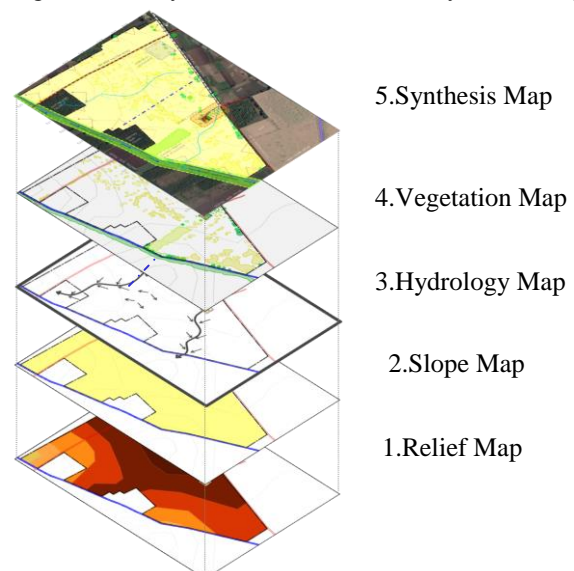 5.Synthesis Map
4.Vegetation Map
3.Hydrology Map
2.Slope Map
1.Relief Map